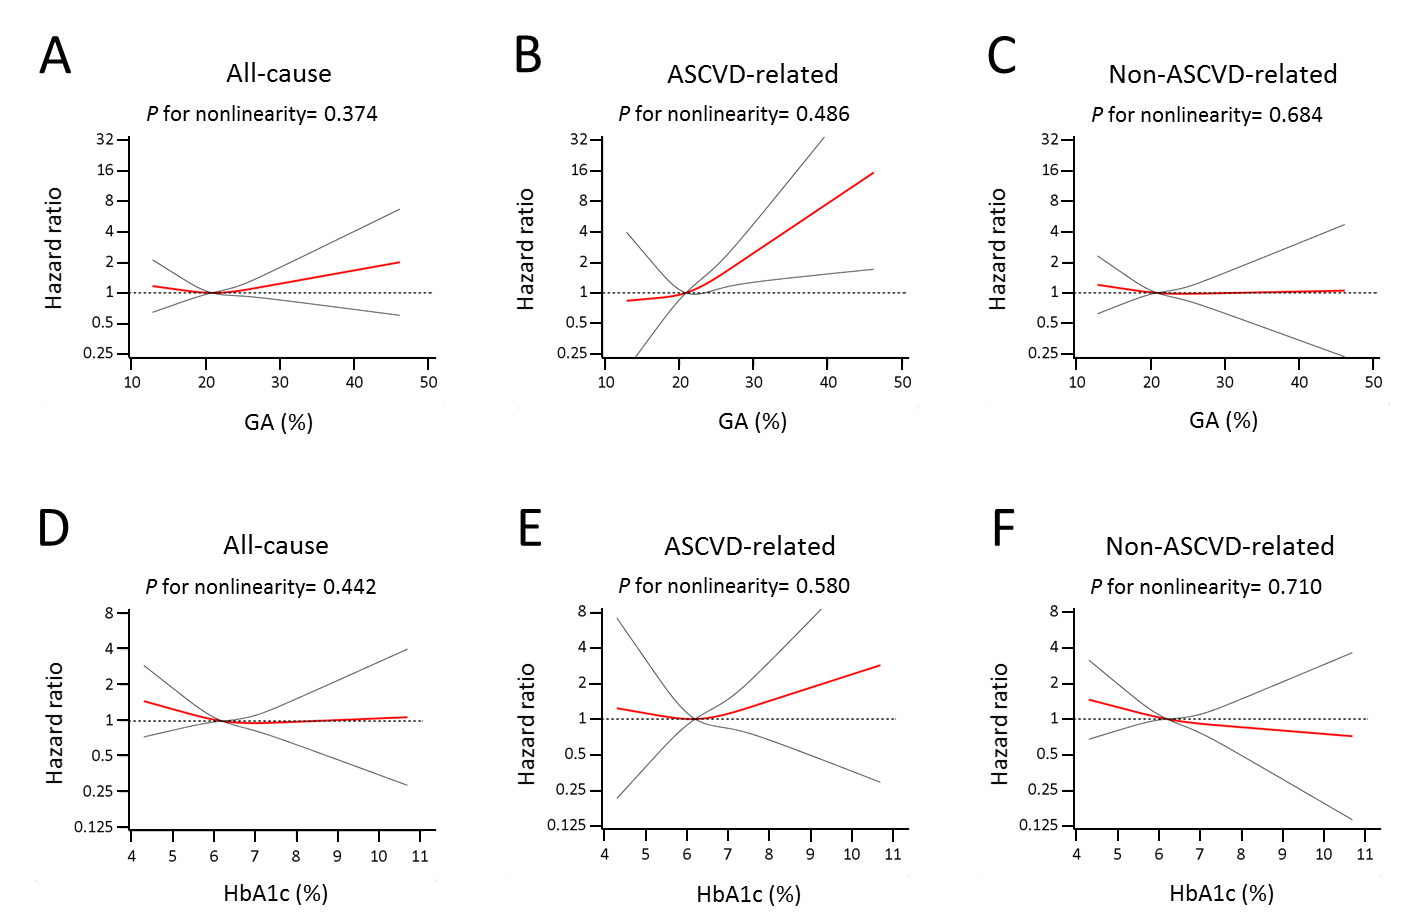 A
All-cause
P for nonlinearity= 0.374
32
16
8
4
2
1
0.5
0.25
Hazard ratio
10 20 30 40 50
GA (%)
B
ASCVD-related
P for nonlinearity= 0.486
32
16
8
4
2
1
0.5
0.25
Hazard ratio
10 20 30 40 50
GA (%)
C
Non-ASCVD-related
P for nonlinearity= 0.684
32
16
8
4
2
1
0.5
0.25
Hazard ratio
10 20 30 40 50
GA (%)
D
All-cause
P for nonlinearity= 0.442
8
4
2
1
0.5
0.25
0.125
Hazard ratio
4 5 6 7 8 9 10 11
HbA1c (%)
E
ASCVD-related
P for nonlinearity= 0.580
8
4
2
1
0.5
0.25
0.125
Hazard ratio
4 5 6 7 8 9 10 11
HbA1c (%)
F
Non-ASCVD-related
P for nonlinearity= 0.710
8
4
2
1
0.5
0.25
0.125
Hazard ratio
4 5 6 7 8 9 10 11
HbA1c (%)